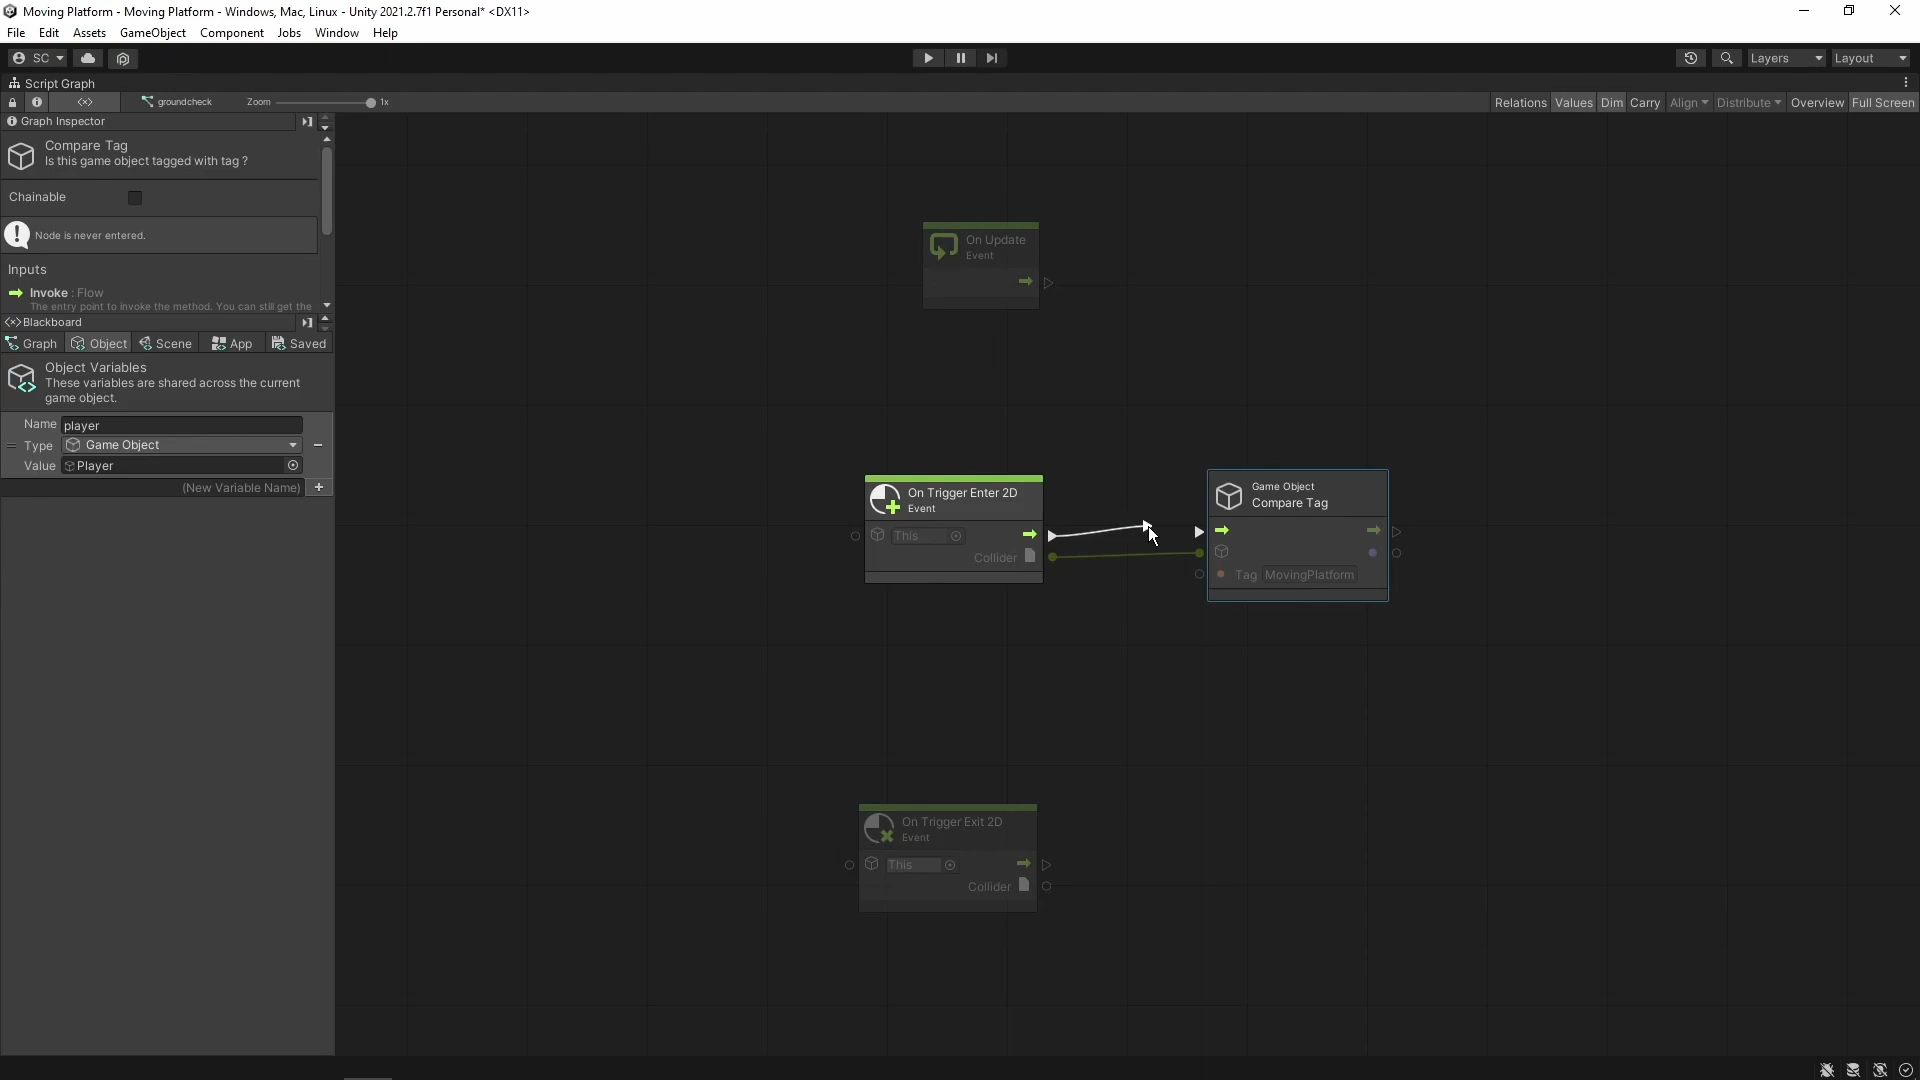 Moving Platform - Moving Platform - Windows, Mac, Linux - Unity 2021.2.7f1 Personal* <DX11>
File Edit Assets GameObject Component Jobs Window Help
SC Layers Layout
Script Graph
<×> groundcheck Zoom 1x Relations Values Dim Carry Align Distribute Overview Full Screen
Graph Inspector
Compare Tag
Is this game object tagged with tag ?
Chainable
Node is never entered.
Inputs
Invoke : Flow
The entry point to invoke the method. You can still get the
<×> Blackboard
Graph Object Scene App Saved
Object Variables
These variables are shared across the current
game object.
Name player
Type Game Object
Value Player
(New Variable Name) +
On Update
Event
On Trigger Enter 2D
Event
This
Collider
Game Object
Compare Tag
Tag MovingPlatform
On Trigger Exit 2D
Event
This
Collider